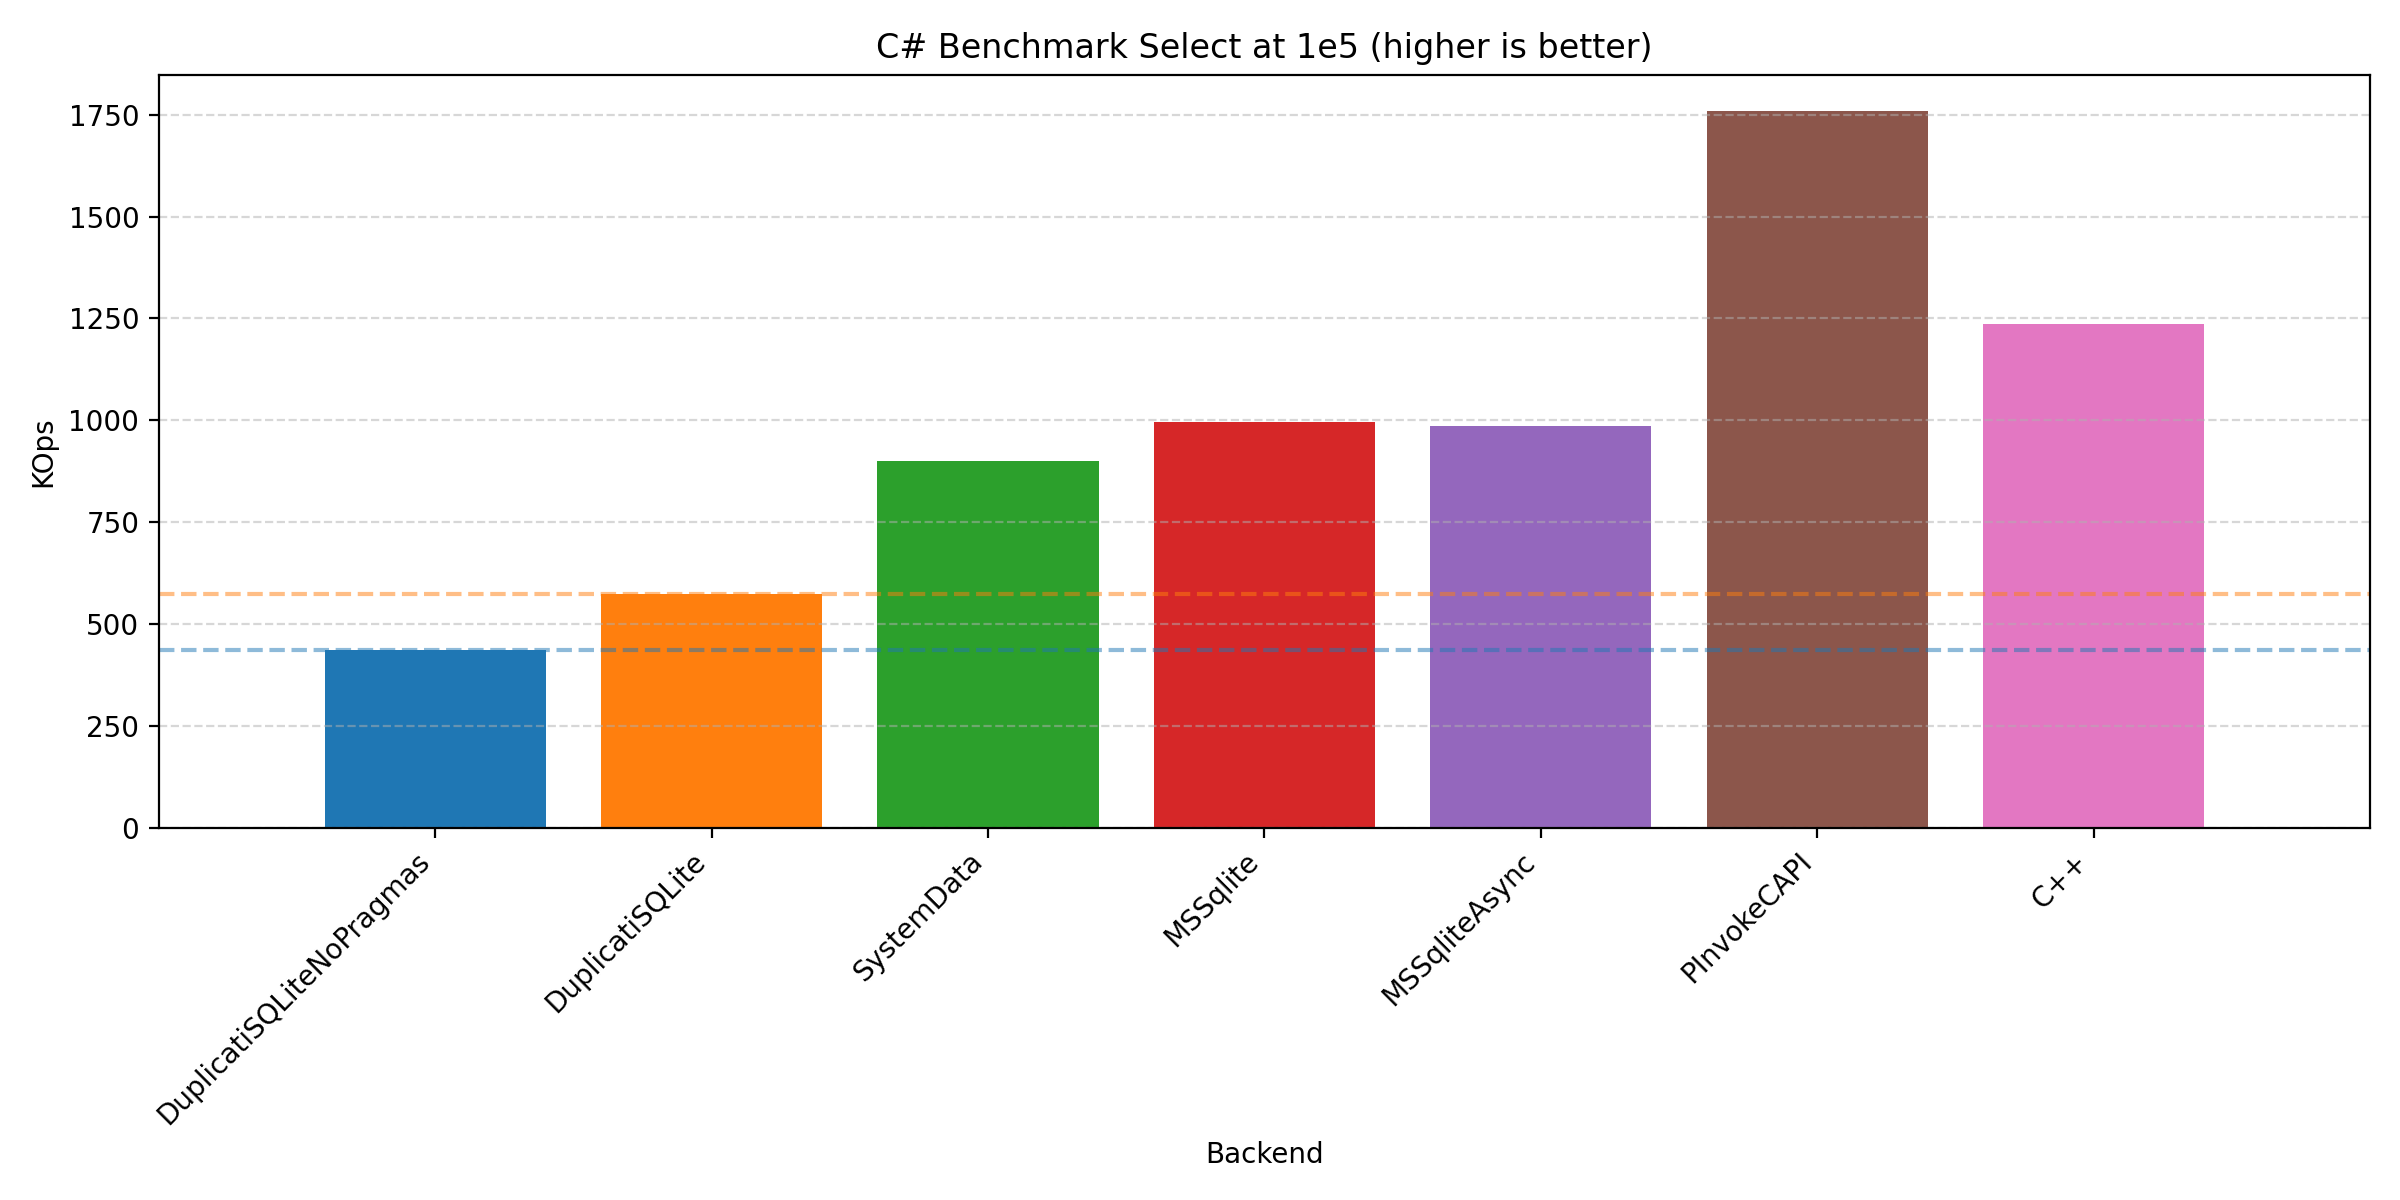 C# Benchmark Select at 1e5 (higher is better)
KOps
1750
1500
1250
1000
750
500
250
0
DuplicatiSQLiteNoPragmas
DuplicatiSQLite
SystemData
MSSqlite
MSSqliteAsync
PInvokeCAPI
C++
Backend